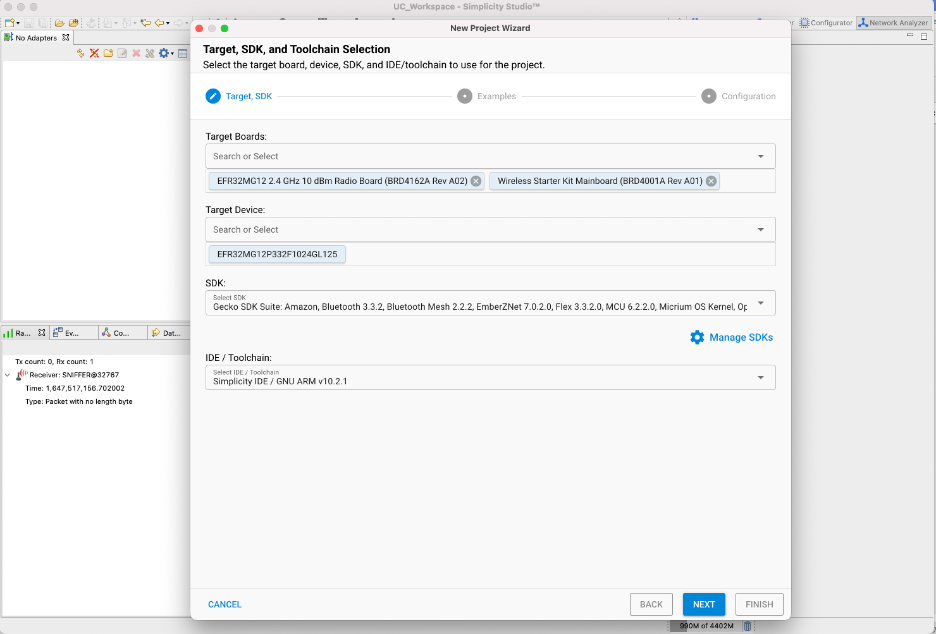 UC_Workspace - Simplicity Studio™
Configurator
Network Analyzer
No Adapters
New Project Wizard
Target, SDK, and Toolchain Selection
Select the target board, device, SDK, and IDE/toolchain to use for the project.
Target, SDK
Examples
Configuration
Target Boards:
Search or Select
EFR32MG12 2.4 GHz 10 dBm Radio Board (BRD4162A Rev A02)
Wireless Starter Kit Mainboard (BRD4001A Rev A01)
Target Device:
Search or Select
EFR32MG12P332F1024GL125
SDK:
Select SDK
Gecko SDK Suite: Amazon, Bluetooth 3.3.2, Bluetooth Mesh 2.2.2, EmberZNet 7.0.2.0, Flex 3.3.2.0, MCU 6.2.2.0, Micrium OS Kernel, Op
Manage SDKs
IDE / Toolchain:
Select IDE / Toolchain
Simplicity IDE / GNU ARM v10.2.1
Ra...
Ev...
Co...
Dat...
Tx count: 0, Rx count: 1
Receiver: SNIFFER@32767
Time: 1,647,517,156.702002
Type: Packet with no length byte
CANCEL
BACK
NEXT
FINISH
990M of 4402M